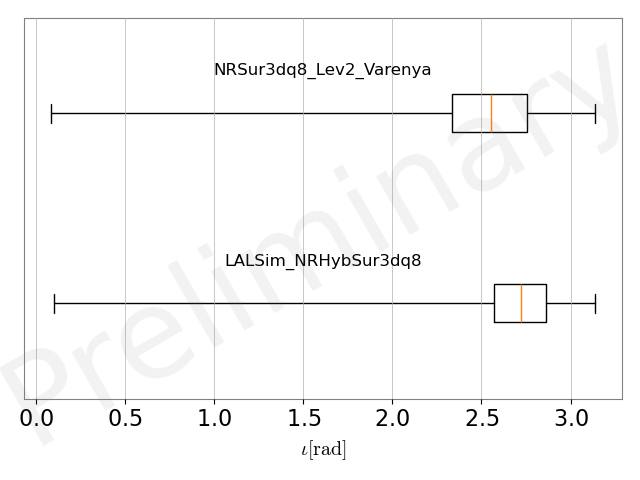 NRSur3dq8_Lev2_Varenya
LALSim_NRHybSur3dq8
Preliminary
0.0 0.5 1.0 1.5 2.0 2.5 3.0
ι[rad]